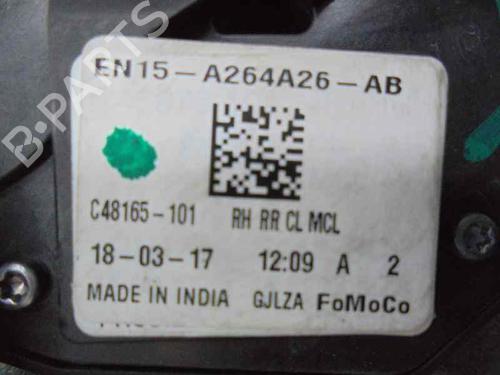 EN15-A264A26-AB
C48165-101 RH RR CL MCL
18-03-17 12:09 A 2
MADE IN INDIA GJLZA FoMoCo
B-PARTS